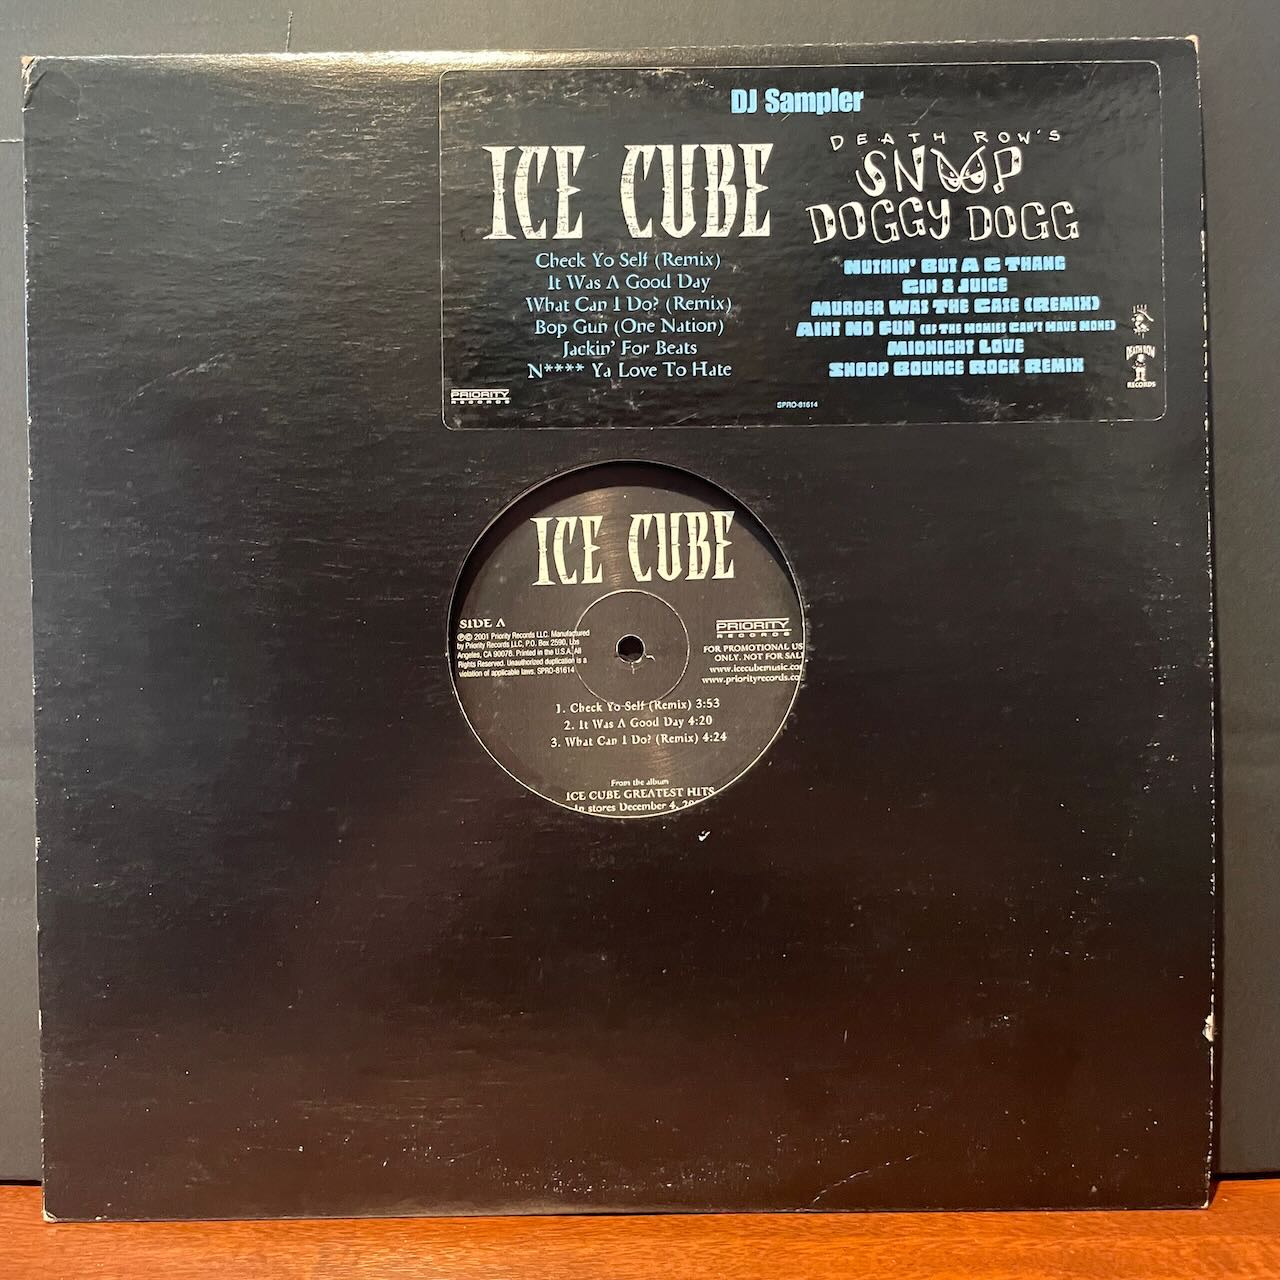 DJ Sampler
ICE CUBE
Check Yo Self (Remix)
It Was A Good Day
What Can I Do? (Remix)
Bop Gun (One Nation)
Jackin' For Beats
N**** Ya Love To Hate
PRIORITY
RECORDS
DEATH ROW'S
SNOOP
DOGGY DOGG
NUTHIN' BUT A G THANG
GIN & JUICE
MURDER WAS THE CASE (REMIX)
AINT NO FUN (IF THE HOMIES CAN'T HAVE NONE)
MIDNIGHT LOVE
SNOOP BOUNCE ROCK REMIX
DEATH ROW
RECORDS
SPRO-81614
ICE CUBE
SIDE A
℗© 2001 Priority Records LLC. Manufactured
by Priority Records LLC, P.O. Box 2590, Los
Angeles, CA 90078. Printed in the U.S.A. All
Rights Reserved. Unauthorized duplication is a
violation of applicable laws. SPRO-81614
PRIORITY
RECORDS
FOR PROMOTIONAL US
ONLY. NOT FOR SAL
www.icecubemusic.co
www.priorityrecords.co
1. Check Yo Self (Remix) 3:53
2. It Was A Good Day 4:20
3. What Can I Do? (Remix) 4:24
From the album
ICE CUBE GREATEST HITS
In stores December 4, 20